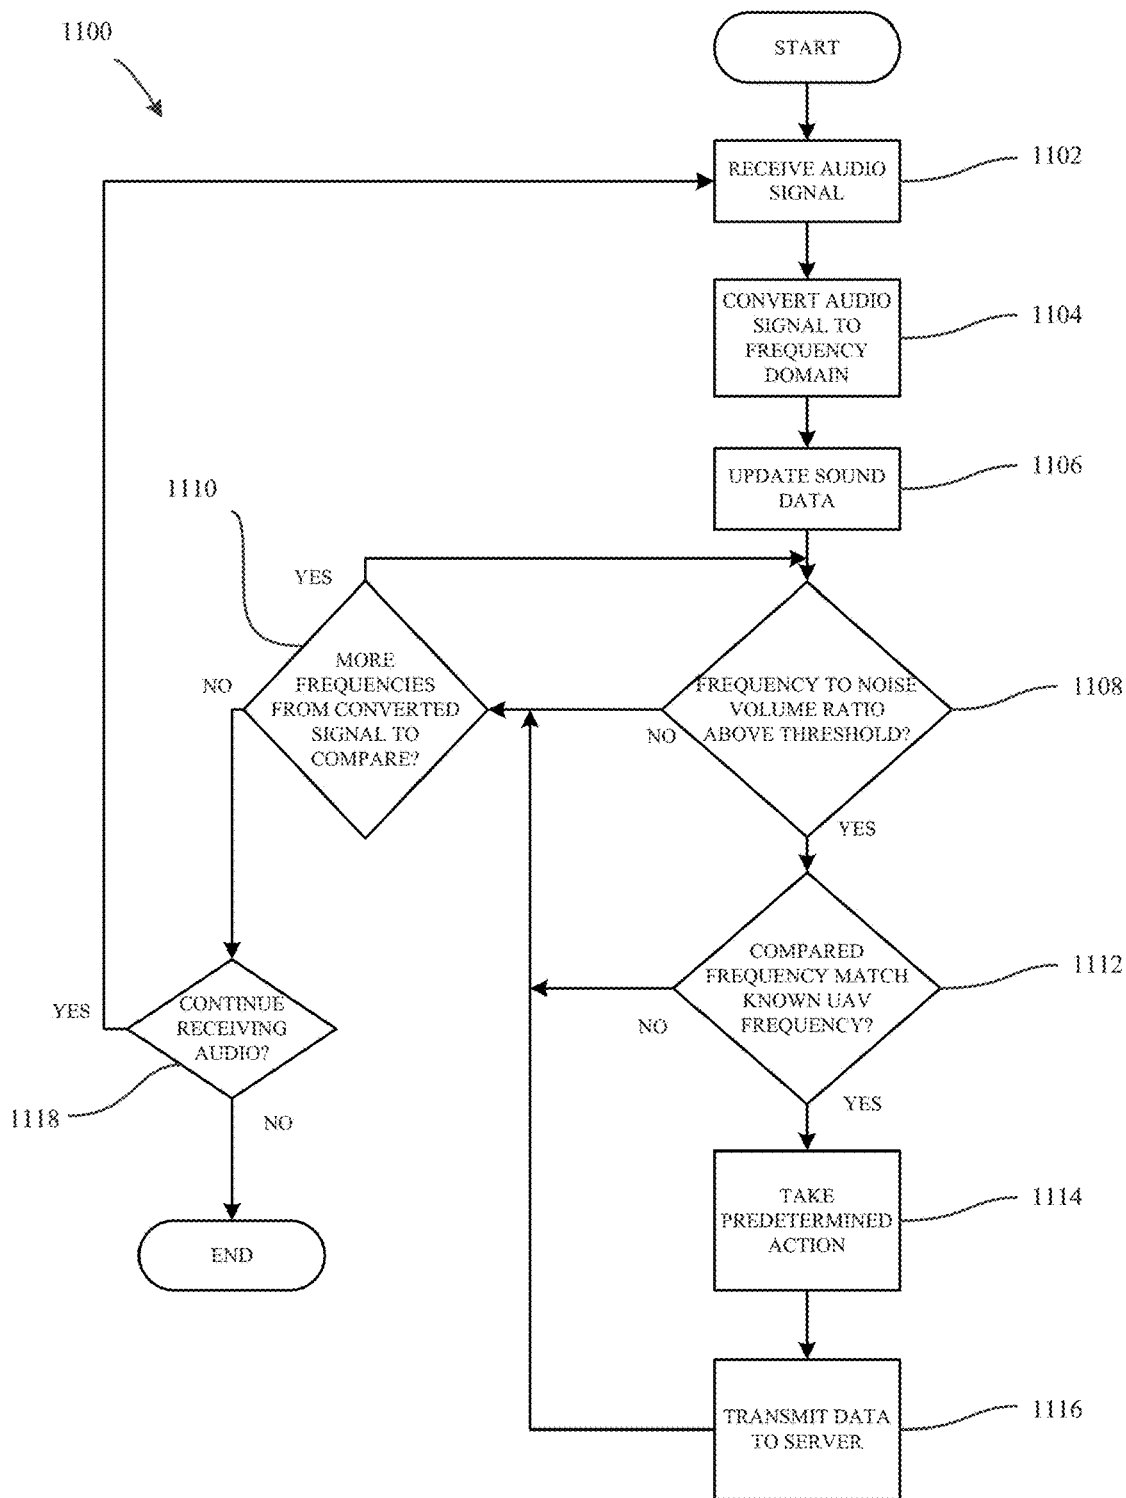 1100
START
RECEIVE AUDIO
SIGNAL
1102
CONVERT AUDIO
SIGNAL TO
FREQUENCY
DOMAIN
1104
UPDATE SOUND
DATA
1106
1110
YES
MORE
FREQUENCIES
FROM CONVERTED
SIGNAL TO
COMPARE?
NO
FREQUENCY TO NOISE
VOLUME RATIO
ABOVE THRESHOLD?
1108
NO
YES
COMPARED
FREQUENCY MATCH
KNOWN UAV
FREQUENCY?
1112
NO
YES
CONTINUE
RECEIVING
AUDIO?
YES
1118
NO
END
TAKE
PREDETERMINED
ACTION
1114
TRANSMIT DATA
TO SERVER
1116